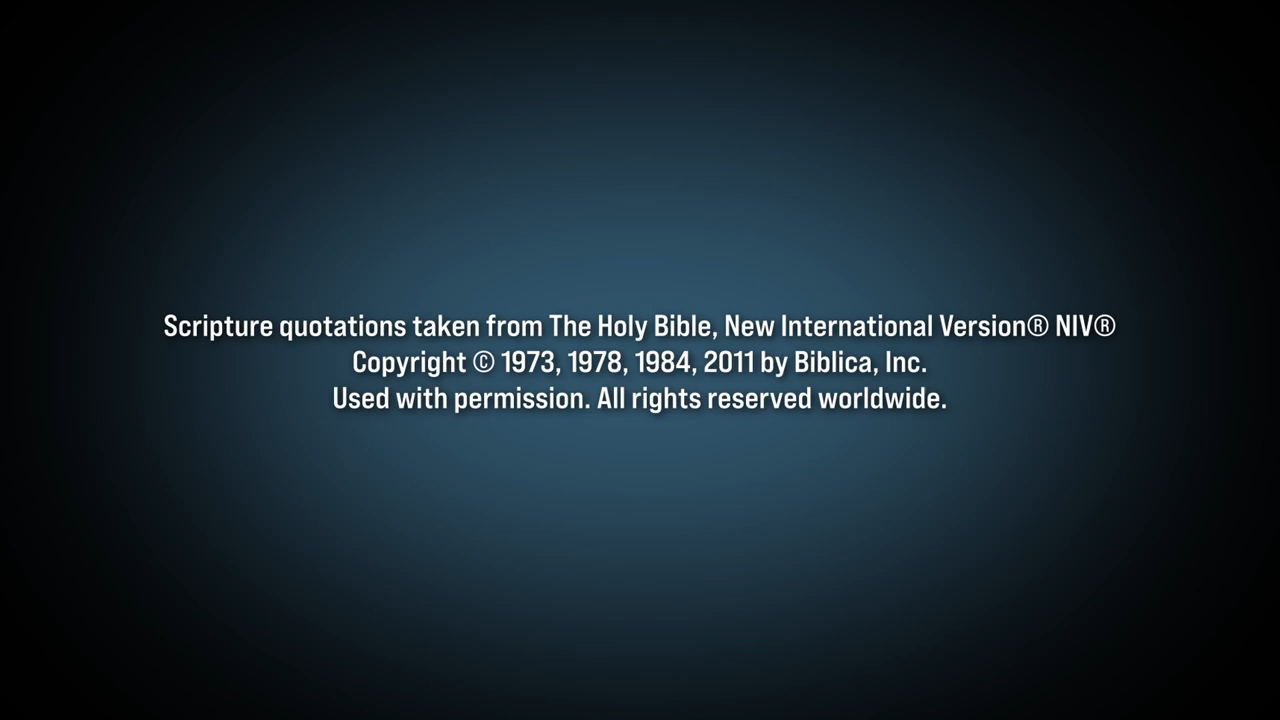 Scripture quotations taken from The Holy Bible, New International Version® NIV®
Copyright © 1973, 1978, 1984, 2011 by Biblica, Inc.
Used with permission. All rights reserved worldwide.